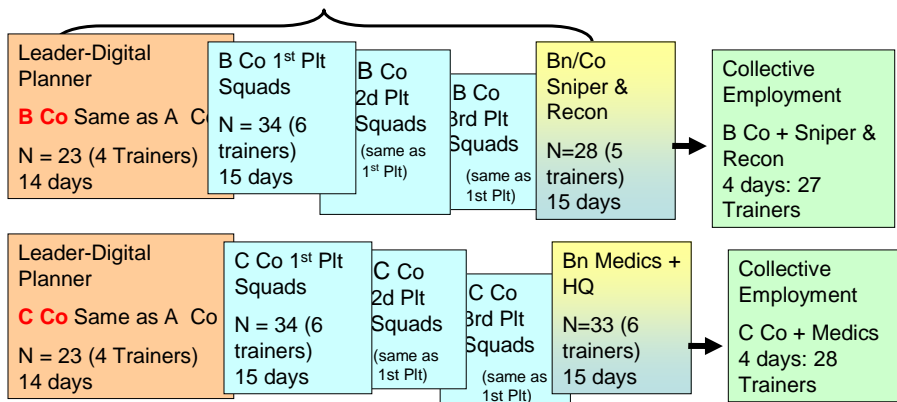 Leader-Digital
Planner
B Co Same as A Co
N = 23 (4 Trainers)
14 days
B Co 1st Plt
Squads
N = 34 (6
trainers)
15 days
B Co
2d Plt
Squads
(same as
1st Plt)
B Co
3rd Plt
Squads
(same as
1st Plt)
Bn/Co
Sniper &
Recon
N=28 (5
trainers)
15 days
Collective
Employment
B Co + Sniper &
Recon
4 days: 27
Trainers
Leader-Digital
Planner
C Co Same as A Co
N = 23 (4 Trainers)
14 days
C Co 1st Plt
Squads
N = 34 (6
trainers)
15 days
C Co
2d Plt
Squads
(same as
1st Plt)
C Co
3rd Plt
Squads
(same as
1st Plt)
Bn Medics +
HQ
N=33 (6
trainers)
15 days
Collective
Employment
C Co + Medics
4 days: 28
Trainers